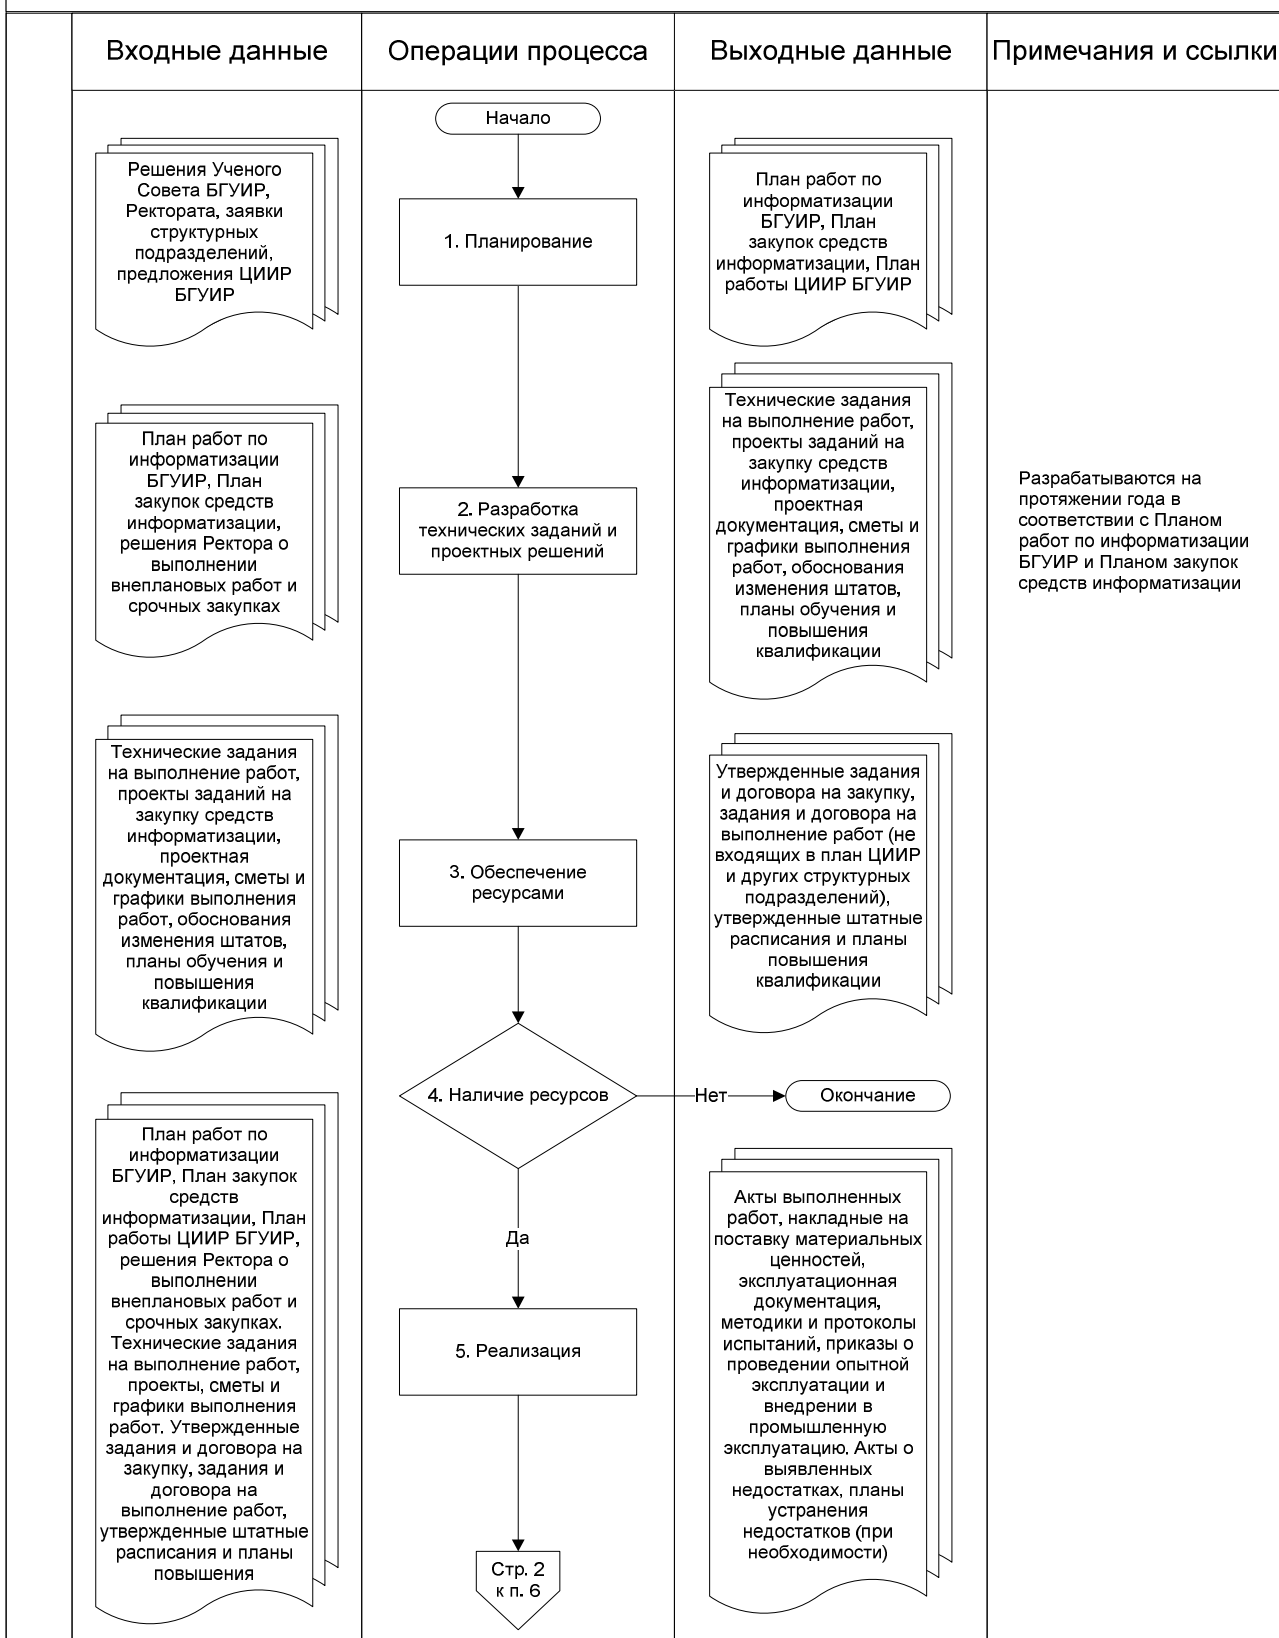 Входные данные
Операции процесса
Выходные данные
Примечания и ссылки
Начало
Решения Ученого
Совета БГУИР,
Ректората, заявки
структурных
подразделений,
предложения ЦИИР
БГУИР
1. Планирование
План работ по
информатизации
БГУИР, План
закупок средств
информатизации, План
работы ЦИИР БГУИР
План работ по
информатизации
БГУИР, План
закупок средств
информатизации,
решения Ректора о
выполнении
внеплановых работ и
срочных закупках
2. Разработка
технических заданий и
проектных решений
Технические задания
на выполнение работ,
проекты заданий на
закупку средств
информатизации,
проектная
документация, сметы и
графики выполнения
работ, обоснования
изменения штатов,
планы обучения и
повышения
квалификации
Разрабатываются на
протяжении года в
соответствии с Планом
работ по информатизации
БГУИР и Планом закупок
средств информатизации
Технические задания
на выполнение работ,
проекты заданий на
закупку средств
информатизации,
проектная
документация, сметы и
графики выполнения
работ, обоснования
изменения штатов,
планы обучения и
повышения
квалификации
3. Обеспечение
ресурсами
Утвержденные задания
и договора на закупку,
задания и договора на
выполнение работ (не
входящих в план ЦИИР
и других структурных
подразделений),
утвержденные штатные
расписания и планы
повышения
квалификации
4. Наличие ресурсов
Нет
Окончание
План работ по
информатизации
БГУИР, План закупок
средств
информатизации, План
работы ЦИИР БГУИР,
решения Ректора о
выполнении
внеплановых работ и
срочных закупках.
Технические задания
на выполнение работ,
проекты, сметы и
графики выполнения
работ. Утвержденные
задания и договора на
закупку, задания и
договора на
выполнение работ,
утвержденные штатные
расписания и планы
повышения
Да
5. Реализация
Стр. 2
к п. 6
Акты выполненных
работ, накладные на
поставку материальных
ценностей,
эксплуатационная
документация,
методики и протоколы
испытаний, приказы о
проведении опытной
эксплуатации и
внедрении в
промышленную
эксплуатацию. Акты о
выявленных
недостатках, планы
устранения
недостатков (при
необходимости)